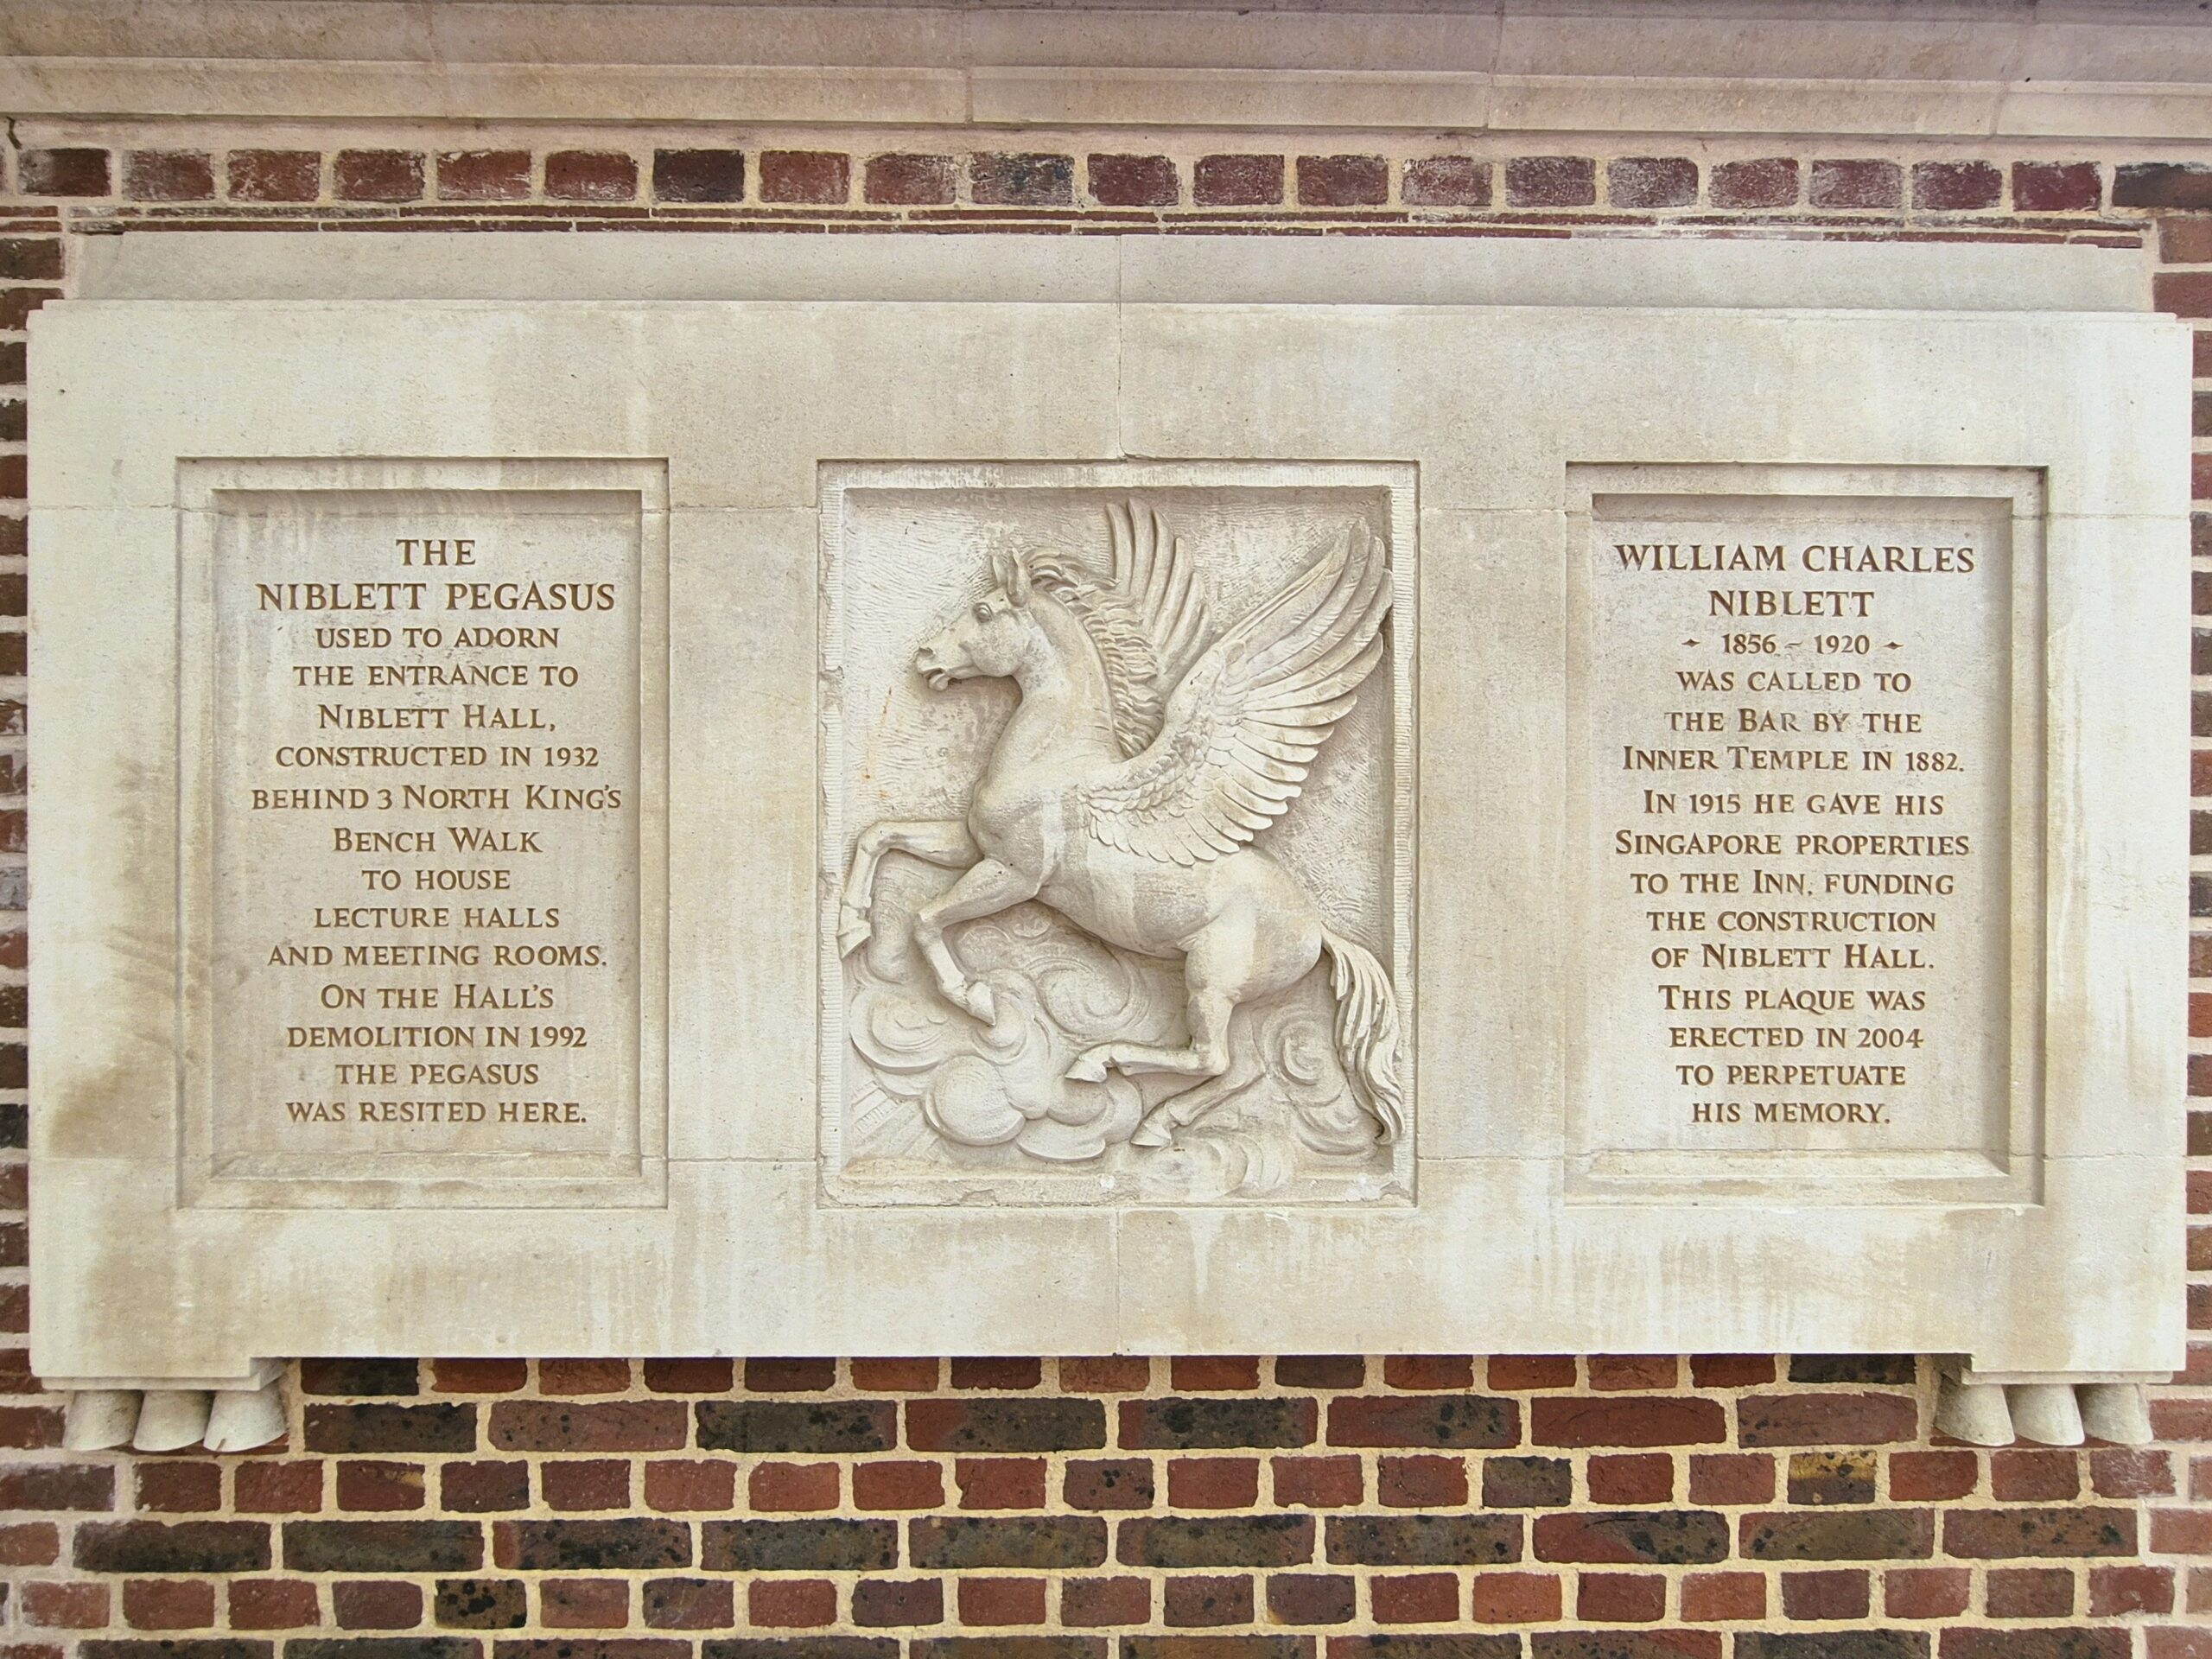 THE
NIBLETT PEGASUS
USED TO ADORN
THE ENTRANCE TO
NIBLETT HALL,
CONSTRUCTED IN 1932
BEHIND 3 NORTH KING'S
BENCH WALK
TO HOUSE
LECTURE HALLS
AND MEETING ROOMS.
ON THE HALL'S
DEMOLITION IN 1992
THE PEGASUS
WAS RESITED HERE.
WILLIAM CHARLES
NIBLETT
1856 – 1920
WAS CALLED TO
THE BAR BY THE
INNER TEMPLE IN 1882.
IN 1915 HE GAVE HIS
SINGAPORE PROPERTIES
TO THE INN, FUNDING
THE CONSTRUCTION
OF NIBLETT HALL.
THIS PLAQUE WAS
ERECTED IN 2004
TO PERPETUATE
HIS MEMORY.